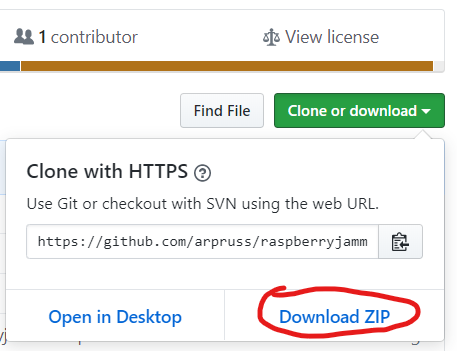 1 contributor View license
Find File Clone or download
Clone with HTTPS ?
Use Git or checkout with SVN using the web URL.
https://github.com/arpruss/raspberryjamm
Open in Desktop Download ZIP